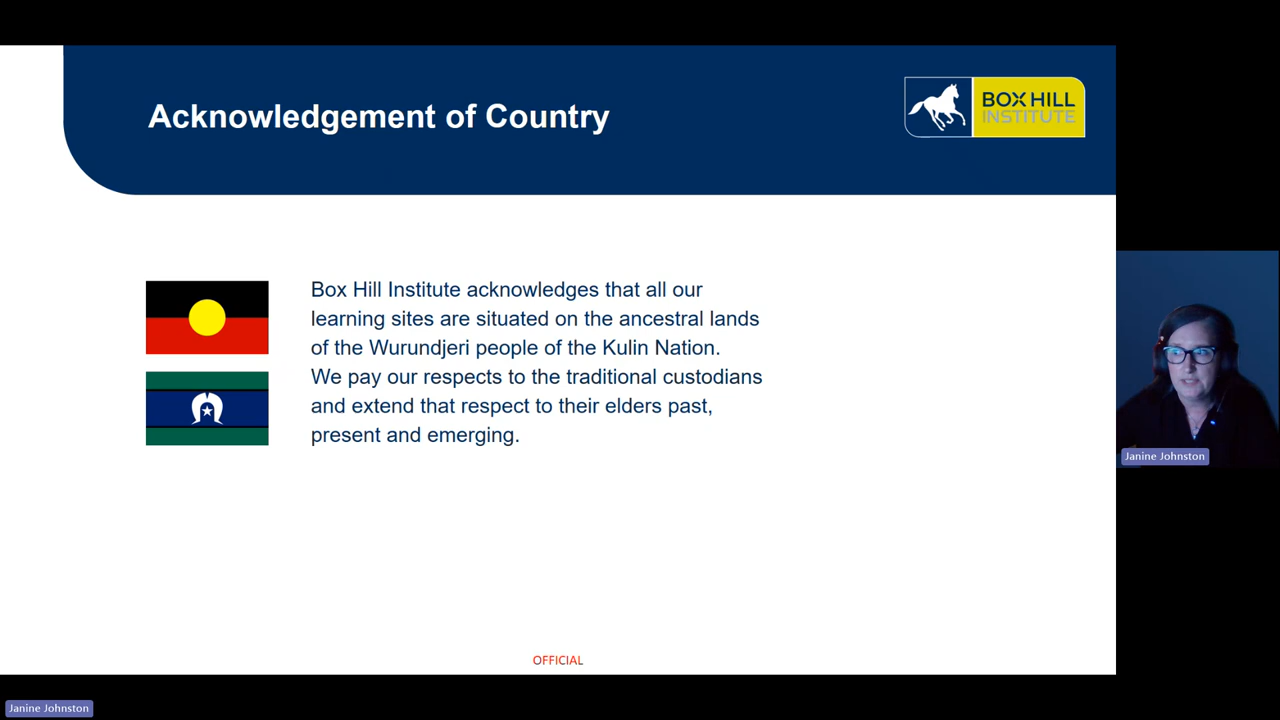 Acknowledgement of Country
BOX HILL
INSTITUTE
Box Hill Institute acknowledges that all our
learning sites are situated on the ancestral lands
of the Wurundjeri people of the Kulin Nation.
We pay our respects to the traditional custodians
and extend that respect to their elders past,
present and emerging.
Janine Johnston
OFFICIAL
Janine Johnston